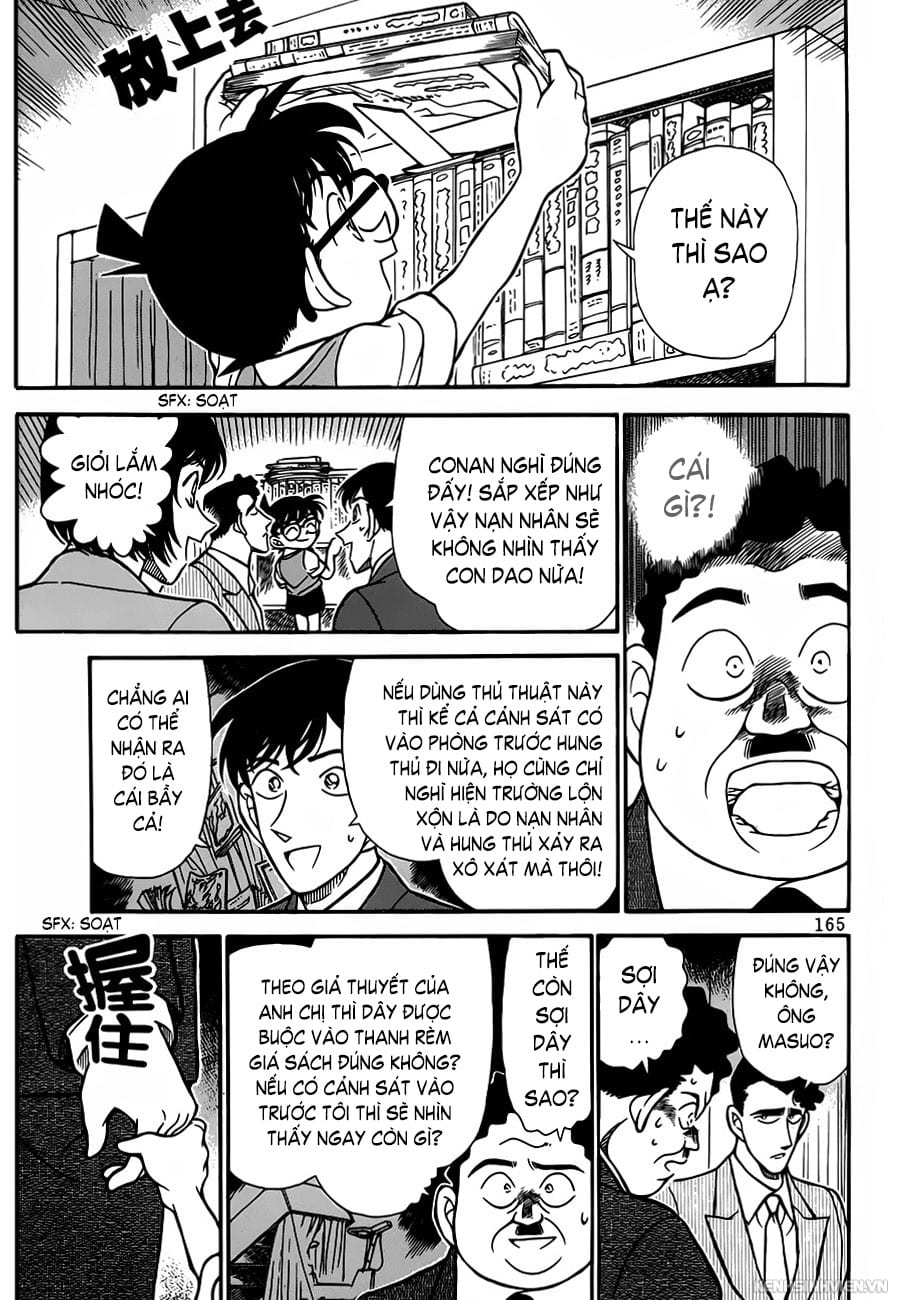 放上去
THẾ NÀY
THÌ SAO
Ạ?
SFX: SOẠT
CÁI
GÌ?!
CONAN NGHĨ ĐÚNG
ĐẤY! SẮP XẾP NHƯ
VẬY NẠN NHÂN SẼ
KHÔNG NHÌN THẤY
CON DAO NỮA!
GIỎI LẮM
NHÓC!
NẾU DÙNG THỦ THUẬT NÀY
THÌ KỂ CẢ CẢNH SÁT CÓ
VÀO PHÒNG TRƯỚC HUNG
THỦ ĐI NỮA, HỌ CŨNG CHỈ
NGHĨ HIỆN TRƯỜNG LỘN
XỘN LÀ DO NẠN NHÂN
VÀ HUNG THỦ XẢY RA
XÔ XÁT MÀ THÔI!
CHẲNG AI
CÓ THỂ
NHẬN RA
ĐÓ LÀ
CÁI BẪY
CẢ!
SFX: SOẠT
165
ĐÚNG VẬY
KHÔNG,
ÔNG
MASUO?
SỢI
DÂY
...
THẾ
CÒN
SỢI
DÂY
THÌ
SAO?
THEO GIẢ THUYẾT CỦA
ANH CHỊ THÌ DÂY ĐƯỢC
BUỘC VÀO THANH RÈM
GIÁ SÁCH ĐÚNG KHÔNG?
NẾU CÓ CẢNH SÁT VÀO
TRƯỚC TÔI THÌ SẼ NHÌN
THẤY NGAY CÒN GÌ?
握住
KENHSINHVIEN.VN